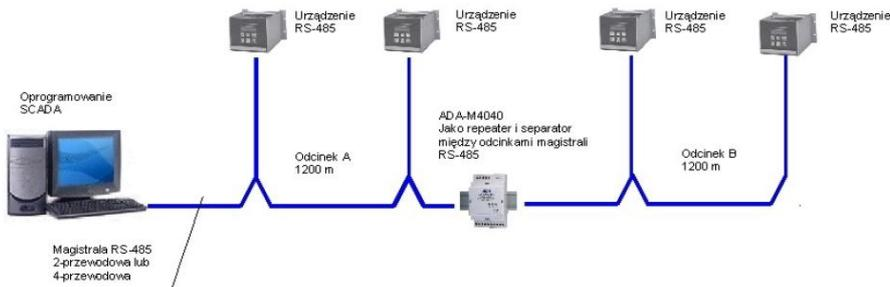 Urządzenie
RS-485
Urządzenie
RS-485
Urządzenie
RS-485
Urządzenie
RS-485
Oprogramowanie
SCADA
ADA-M4040
Jako repeater i separator
między odcinkami magistrali
RS-485
Odcinek A
1200 m
Odcinek B
1200 m
Magistrala RS-485
2-przewodowa lub
4-przewodowa